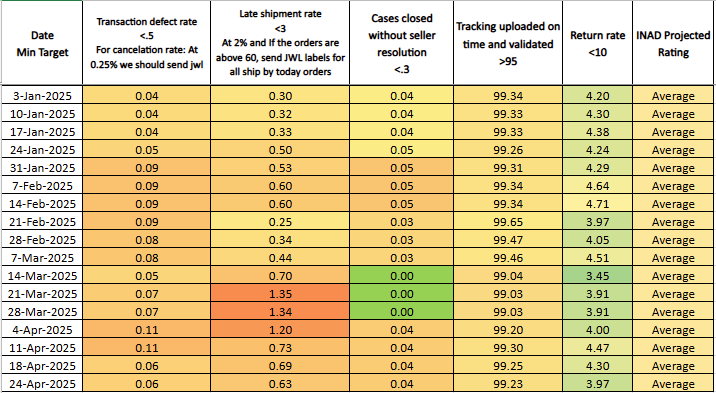 Date
Min Target
Transaction defect rate
<.5
For cancelation rate: At
0.25% we should send jwl
Late shipment rate
<3
At 2% and If the orders are
above 60, send JWL labels for
all ship by today orders
Cases closed
without seller
resolution
<.3
Tracking uploaded on
time and validated
>95
Return rate
<10
INAD Projected
Rating
3-Jan-2025 0.04 0.30 0.04 99.34 4.20 Average
10-Jan-2025 0.04 0.32 0.04 99.33 4.30 Average
17-Jan-2025 0.04 0.33 0.04 99.33 4.38 Average
24-Jan-2025 0.05 0.50 0.05 99.26 4.24 Average
31-Jan-2025 0.09 0.53 0.05 99.31 4.29 Average
7-Feb-2025 0.09 0.60 0.05 99.34 4.64 Average
14-Feb-2025 0.09 0.60 0.05 99.34 4.71 Average
21-Feb-2025 0.09 0.25 0.03 99.65 3.97 Average
28-Feb-2025 0.08 0.34 0.03 99.47 4.05 Average
7-Mar-2025 0.08 0.44 0.03 99.46 4.51 Average
14-Mar-2025 0.05 0.70 0.00 99.04 3.45 Average
21-Mar-2025 0.07 1.35 0.00 99.03 3.91 Average
28-Mar-2025 0.07 1.34 0.00 99.03 3.91 Average
4-Apr-2025 0.11 1.20 0.04 99.20 4.00 Average
11-Apr-2025 0.11 0.73 0.04 99.30 4.47 Average
18-Apr-2025 0.06 0.69 0.04 99.25 4.30 Average
24-Apr-2025 0.06 0.63 0.04 99.23 3.97 Average